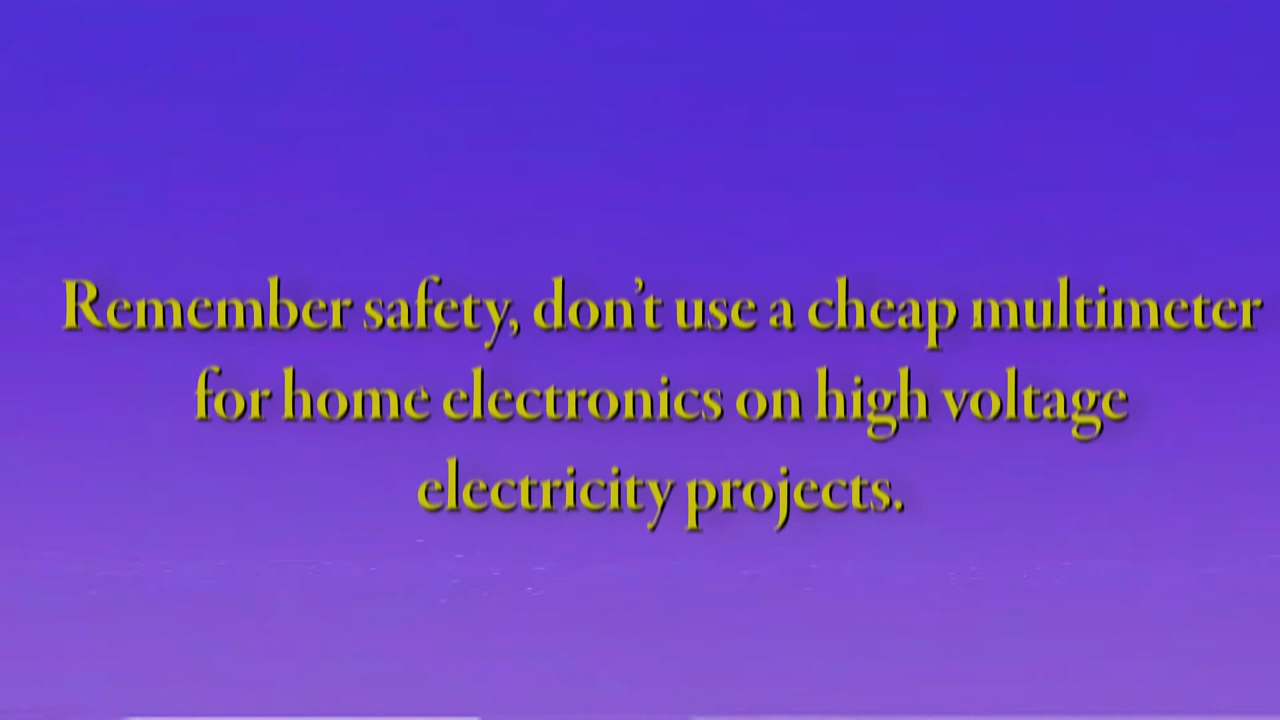 Remember safety, don’t use a cheap multimeter
for home electronics on high voltage
electricity projects.